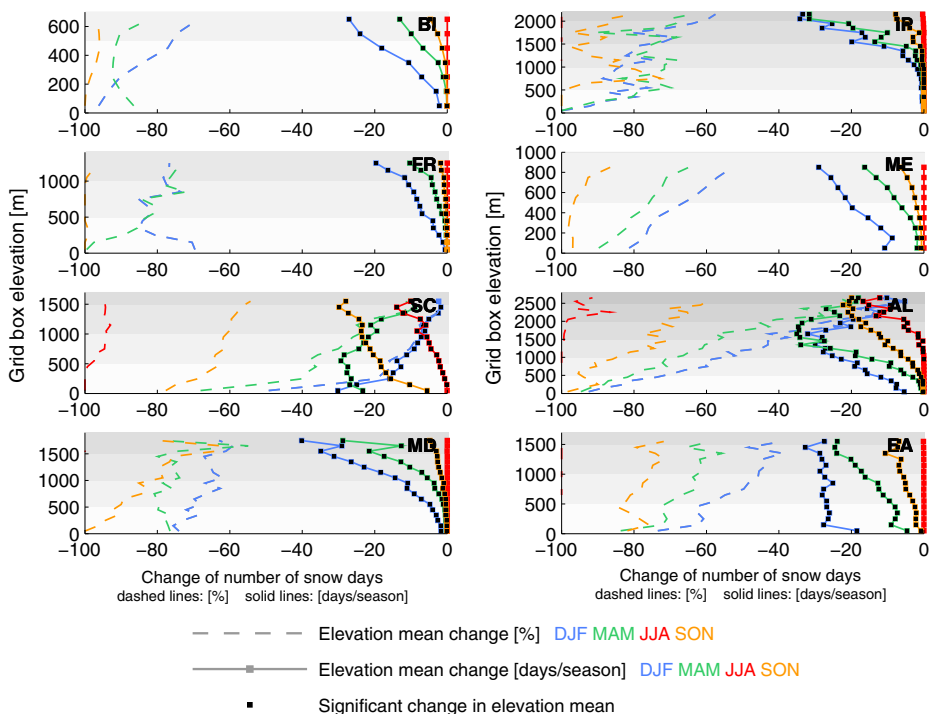 BI
600
400
200
0
−100 −80 −60 −40 −20 0
IR
2000
1500
1000
500
0
−100 −80 −60 −40 −20 0
FR
1000
500
0
−100 −80 −60 −40 −20 0
ME
1000
800
600
400
200
0
−100 −80 −60 −40 −20 0
SC
1500
1000
500
0
−100 −80 −60 −40 −20 0
AL
2500
2000
1500
1000
500
0
−100 −80 −60 −40 −20 0
MD
1500
1000
500
0
−100 −80 −60 −40 −20 0
EA
1500
1000
500
0
−100 −80 −60 −40 −20 0
Grid box elevation [m]
Grid box elevation [m]
Change of number of snow days
dashed lines: [%] solid lines: [days/season]
Change of number of snow days
dashed lines: [%] solid lines: [days/season]
Elevation mean change [%] DJF MAM JJA SON
Elevation mean change [days/season] DJF MAM JJA SON
Significant change in elevation mean